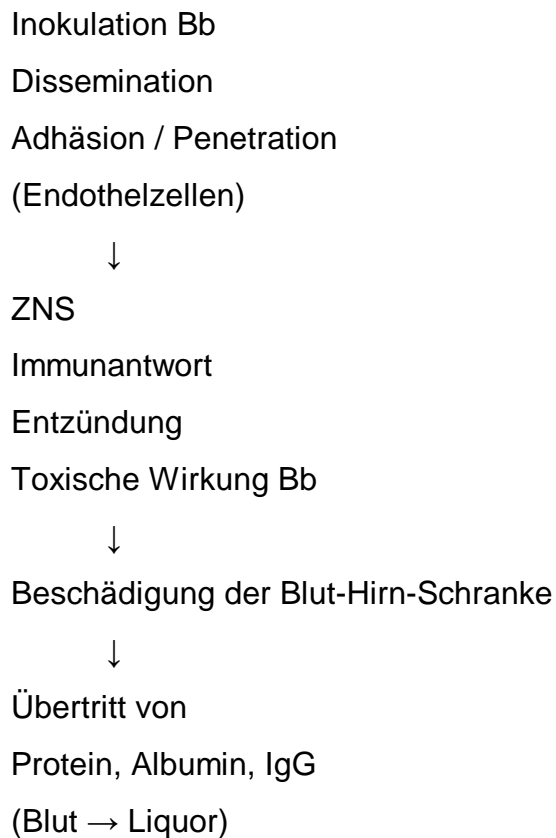 Inokulation Bb
Dissemination
Adhäsion / Penetration
(Endothelzellen)
↓
ZNS
Immunantwort
Entzündung
Toxische Wirkung Bb
↓
Beschädigung der Blut-Hirn-Schranke
↓
Übertritt von
Protein, Albumin, IgG
(Blut → Liquor)